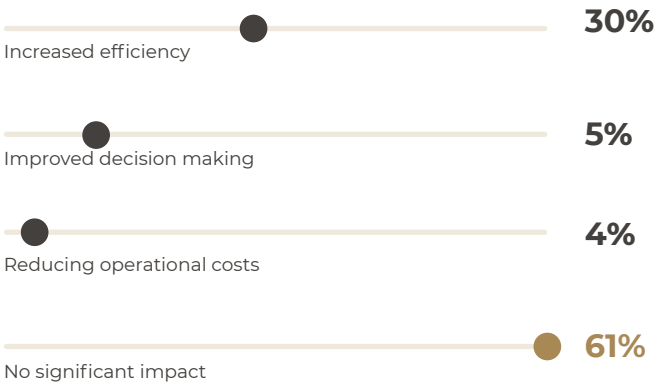 30%
Increased efficiency
5%
Improved decision making
4%
Reducing operational costs
61%
No significant impact